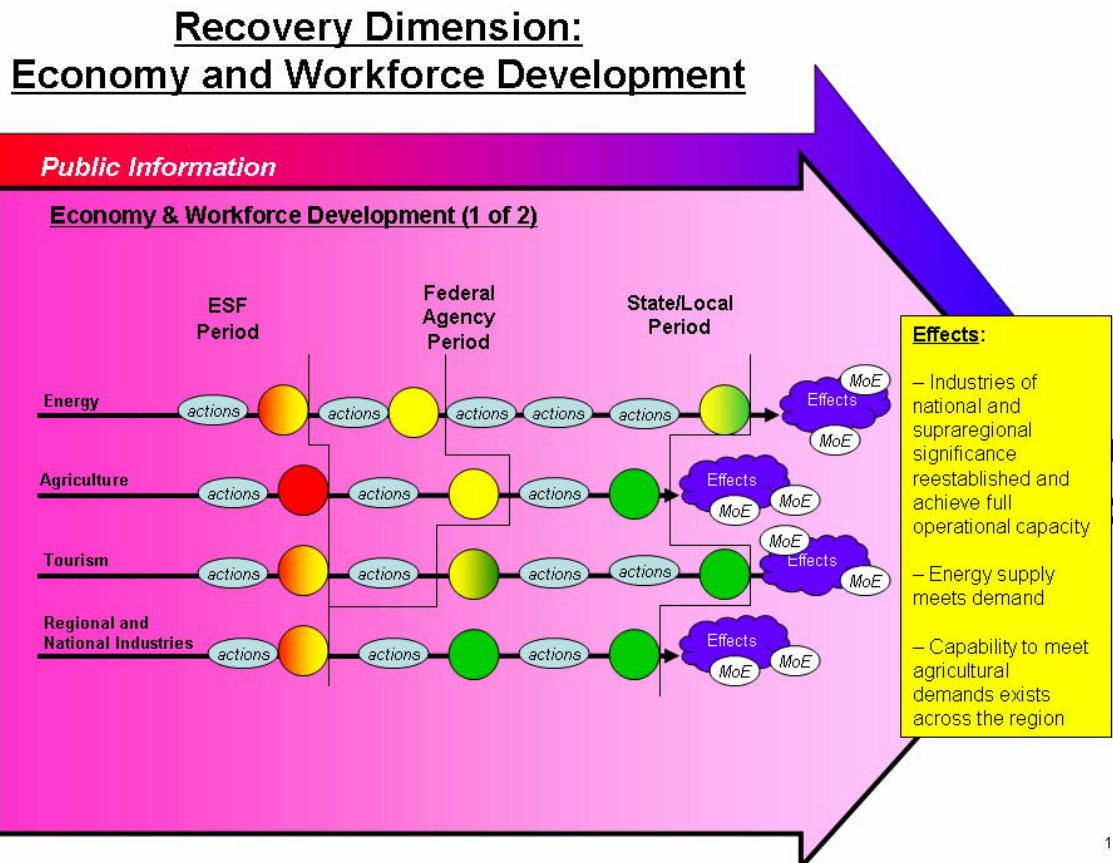 Recovery Dimension:
Economy and Workforce Development
Public Information
Economy & Workforce Development (1 of 2)
ESF
Period
Federal
Agency
Period
State/Local
Period
Energy
actions
actions
actions
actions
actions
Effects
MoE
MoE
Agriculture
actions
actions
actions
Effects
MoE
MoE
Tourism
actions
actions
actions
actions
MoE
Effects
MoE
Regional and
National Industries
actions
actions
actions
Effects
MoE
MoE
Effects:
– Industries of
national and
supraregional
significance
reestablished and
achieve full
operational capacity
– Energy supply
meets demand
– Capability to meet
agricultural
demands exists
across the region
1